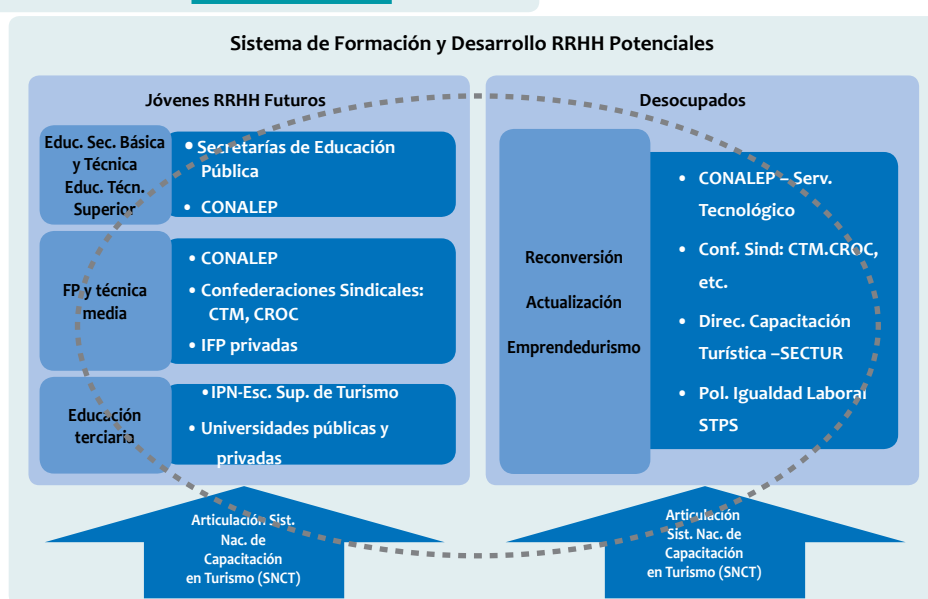 Sistema de Formación y Desarrollo RRHH Potenciales
Jóvenes RRHH Futuros
Educ. Sec. Básica
y Técnica
Educ. Técn.
Superior
• Secretarías de Educación
Pública
• CONALEP
FP y técnica
media
• CONALEP
• Confederaciones Sindicales:
CTM, CROC
• IFP privadas
Educación
terciaria
•IPN-Esc. Sup. de Turismo
• Universidades públicas y
privadas
Articulación Sist.
Nac. de
Capacitación
en Turismo (SNCT)
Desocupados
Reconversión
Actualización
Emprendedurismo
• CONALEP – Serv.
Tecnológico
• Conf. Sind: CTM.CROC,
etc.
• Direc. Capacitación
Turística –SECTUR
• Pol. Igualdad Laboral
STPS
Articulación
Sist. Nac. de
Capacitación
en Turismo (SNCT)